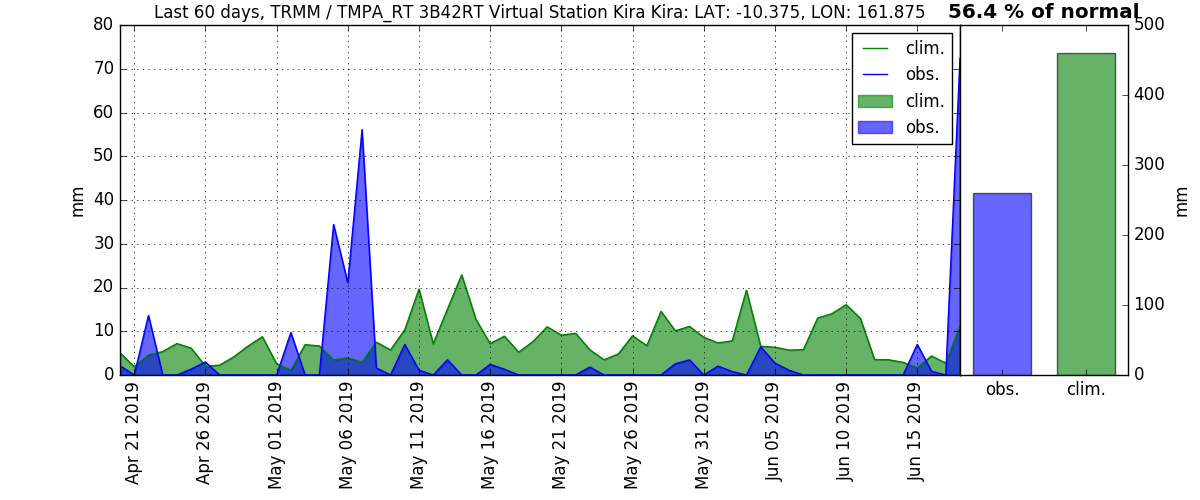 Last 60 days, TRMM / TMPA_RT 3B42RT Virtual Station Kira Kira: LAT: -10.375, LON: 161.875
56.4 % of normal
80
70
60
50
40
30
20
10
0
mm
clim.
obs.
clim.
obs.
500
400
300
200
100
0
mm
Apr 21 2019
Apr 26 2019
May 01 2019
May 06 2019
May 11 2019
May 16 2019
May 21 2019
May 26 2019
May 31 2019
Jun 05 2019
Jun 10 2019
Jun 15 2019
obs.
clim.